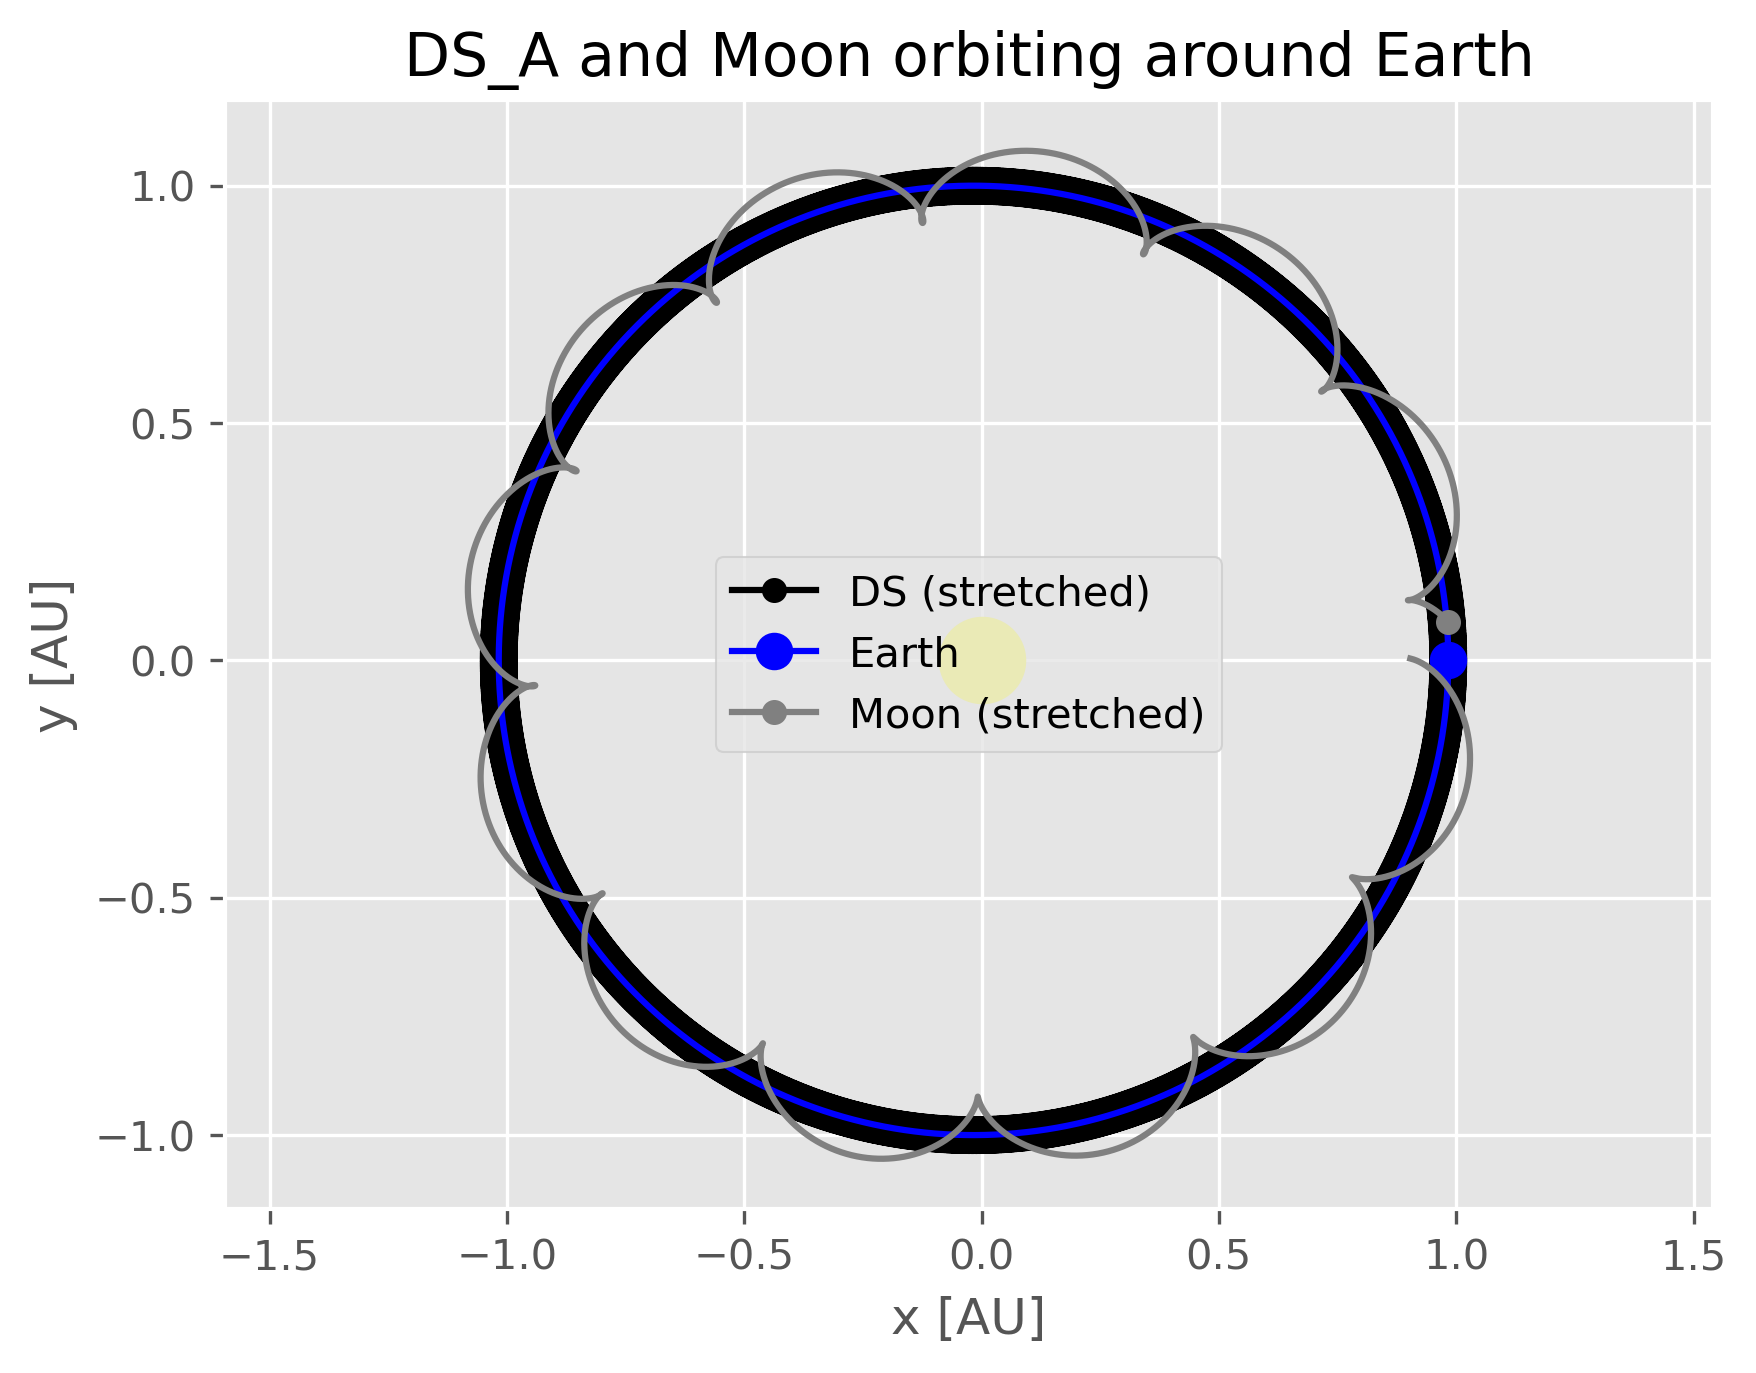 DS_A and Moon orbiting around Earth
1.0
0.5
0.0
−0.5
−1.0
y [AU]
DS (stretched)
Earth
Moon (stretched)
−1.5
−1.0
−0.5
0.0
0.5
1.0
1.5
x [AU]